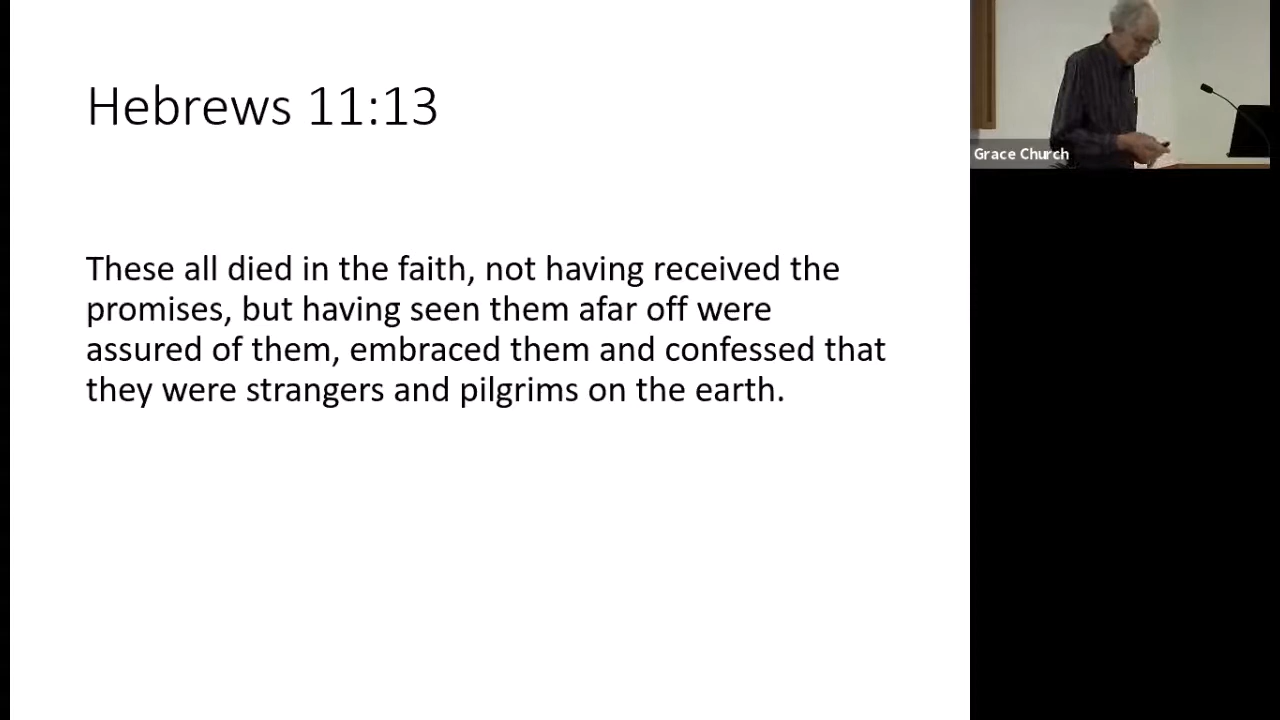 Hebrews 11:13
These all died in the faith, not having received the
promises, but having seen them afar off were
assured of them, embraced them and confessed that
they were strangers and pilgrims on the earth.
Grace Church